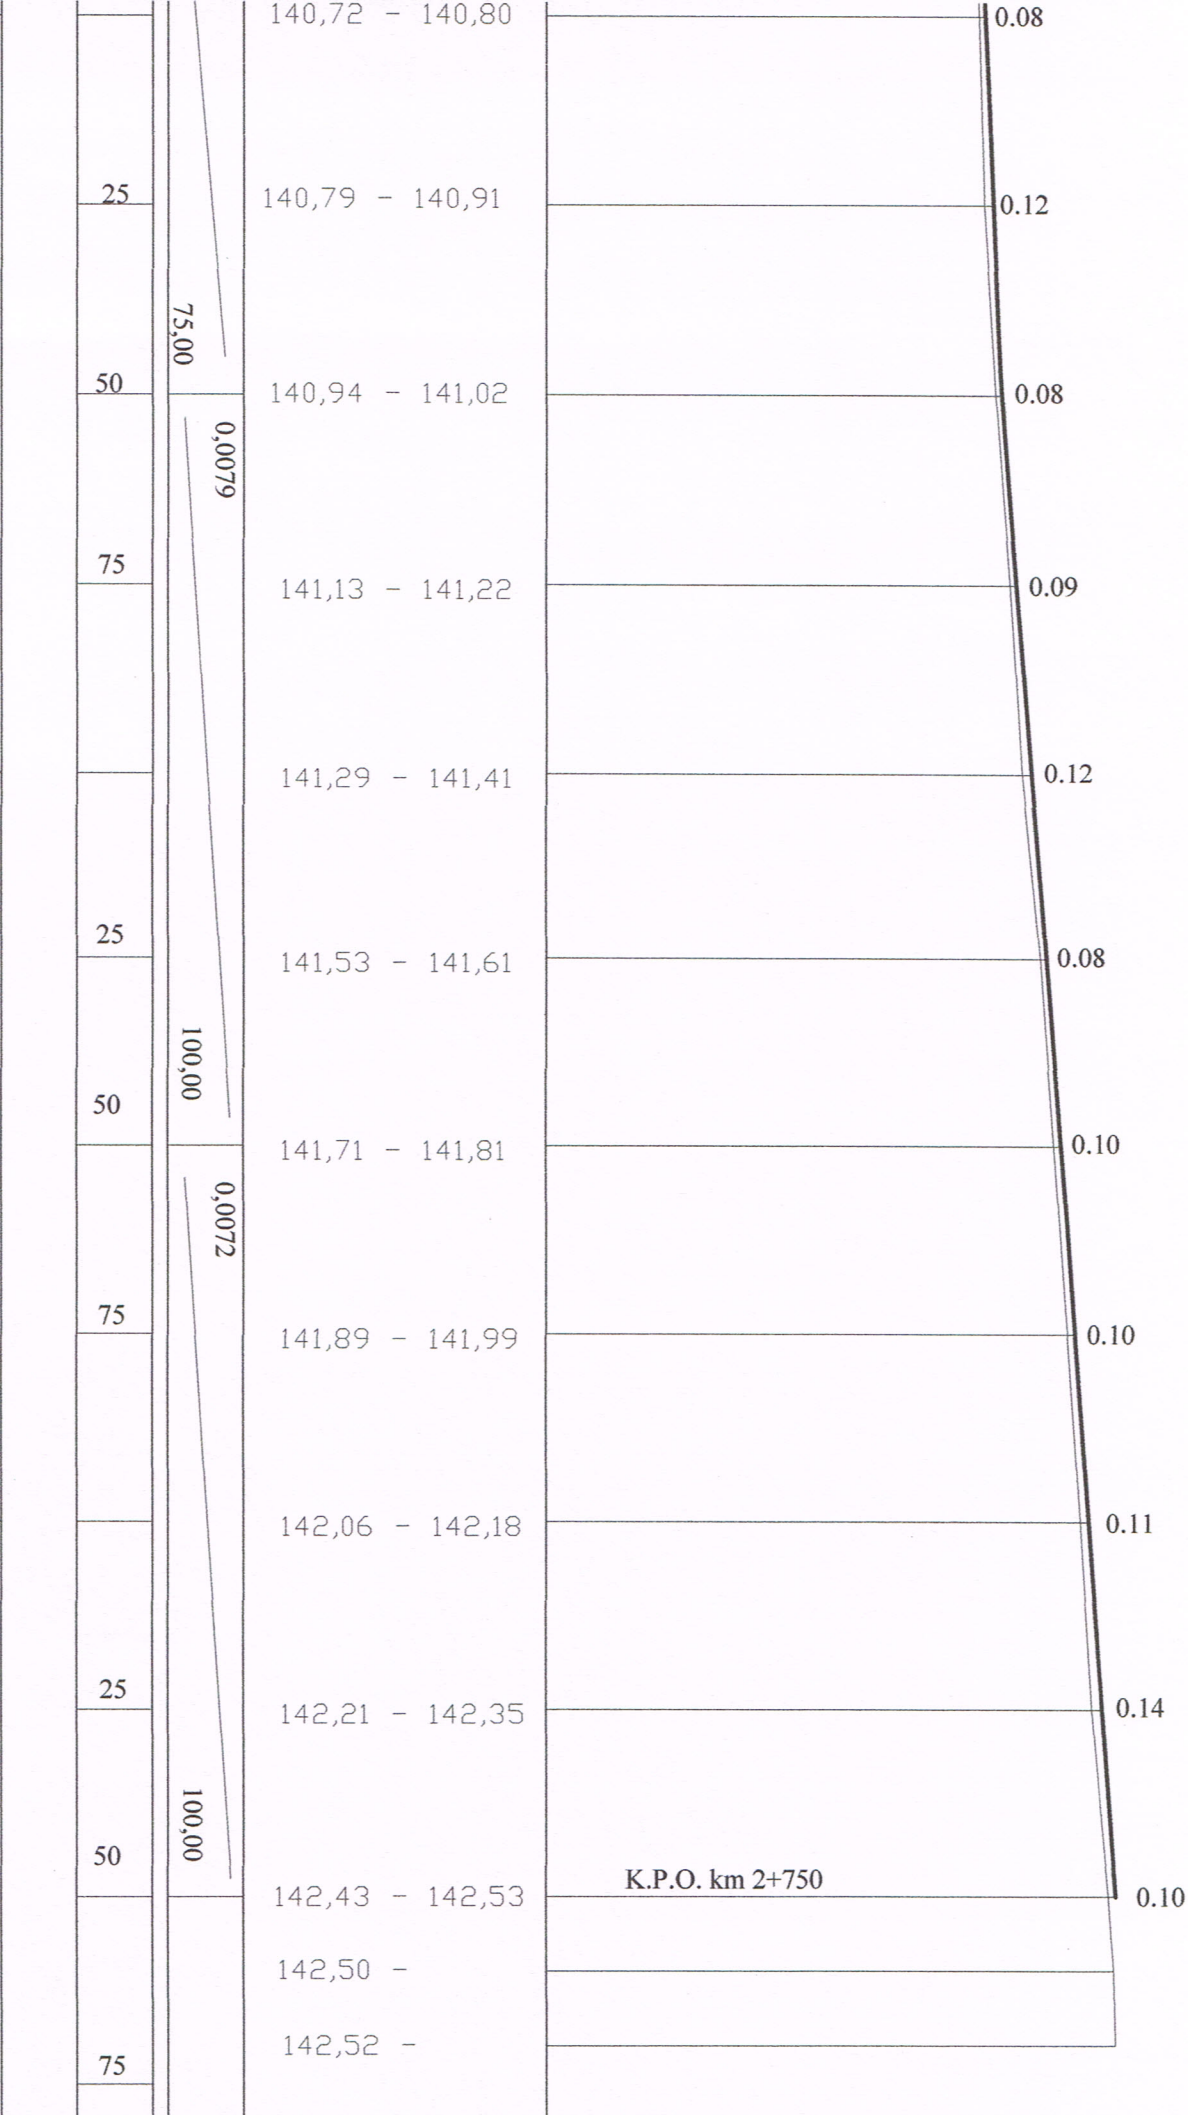 140,72 - 140,80 0.08
25 140,79 - 140,91 0.12
75,00
50 140,94 - 141,02 0.08
0,0079
75 141,13 - 141,22 0.09
141,29 - 141,41 0.12
25 141,53 - 141,61 0.08
100,00
50 141,71 - 141,81 0.10
0,0072
75 141,89 - 141,99 0.10
142,06 - 142,18 0.11
25 142,21 - 142,35 0.14
100,00
50 K.P.O. km 2+750
142,43 - 142,53 0.10
142,50 -
142,52 -
75